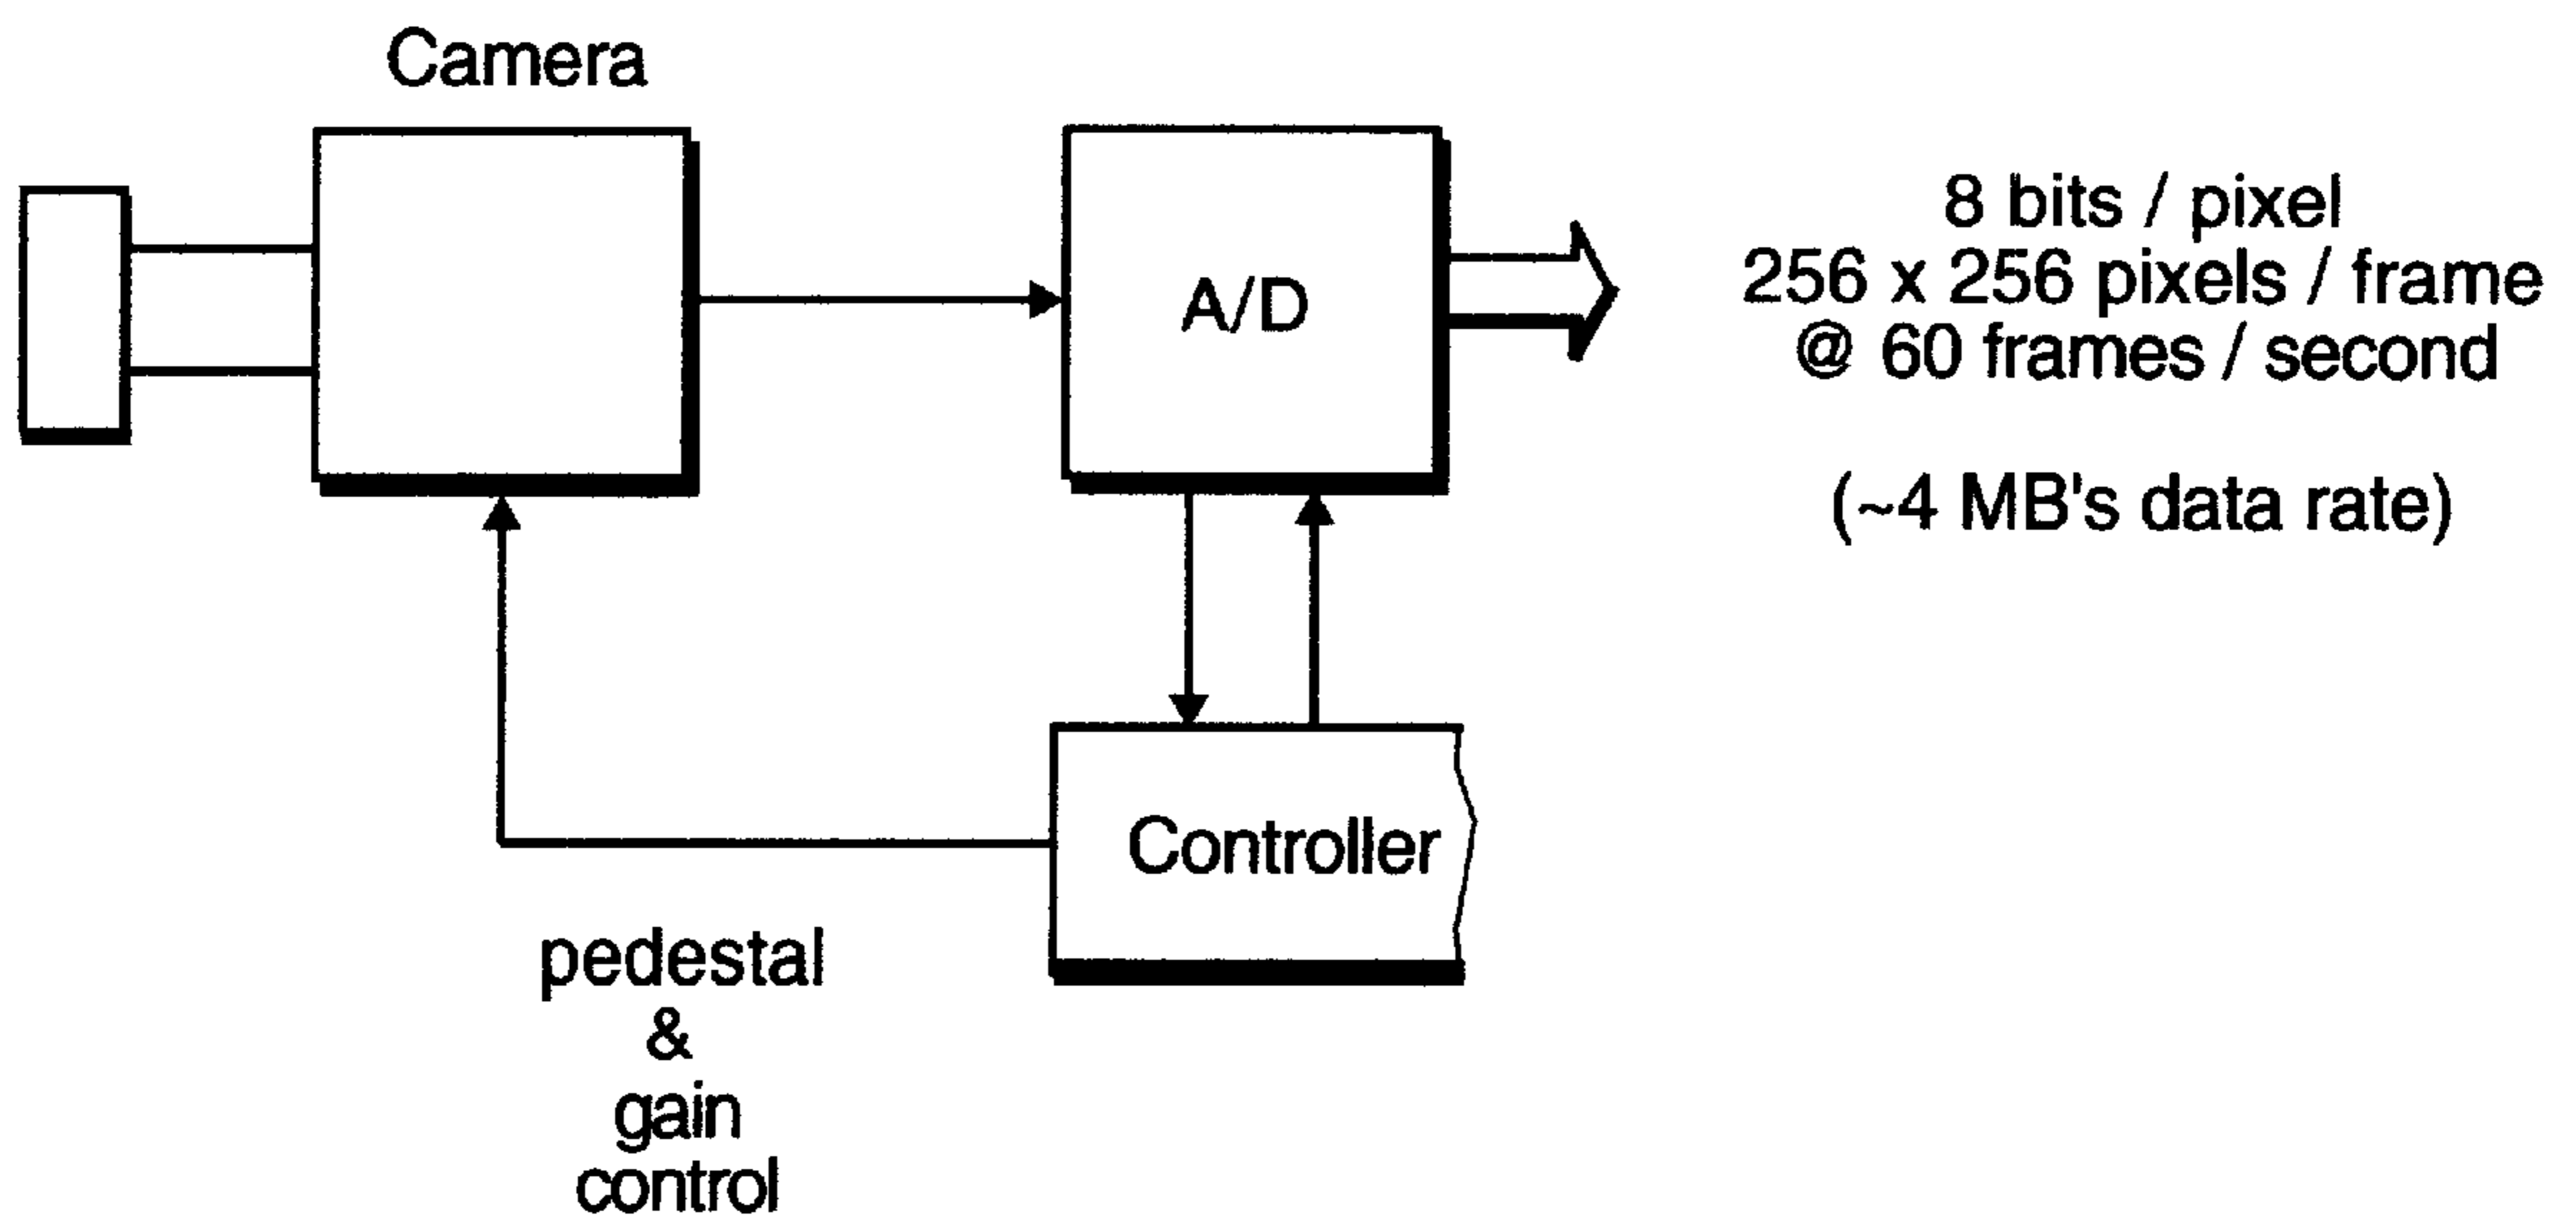 Camera
A/D
8 bits / pixel
256 x 256 pixels / frame
@ 60 frames / second
(~4 MB's data rate)
Controller
pedestal
&
gain
control